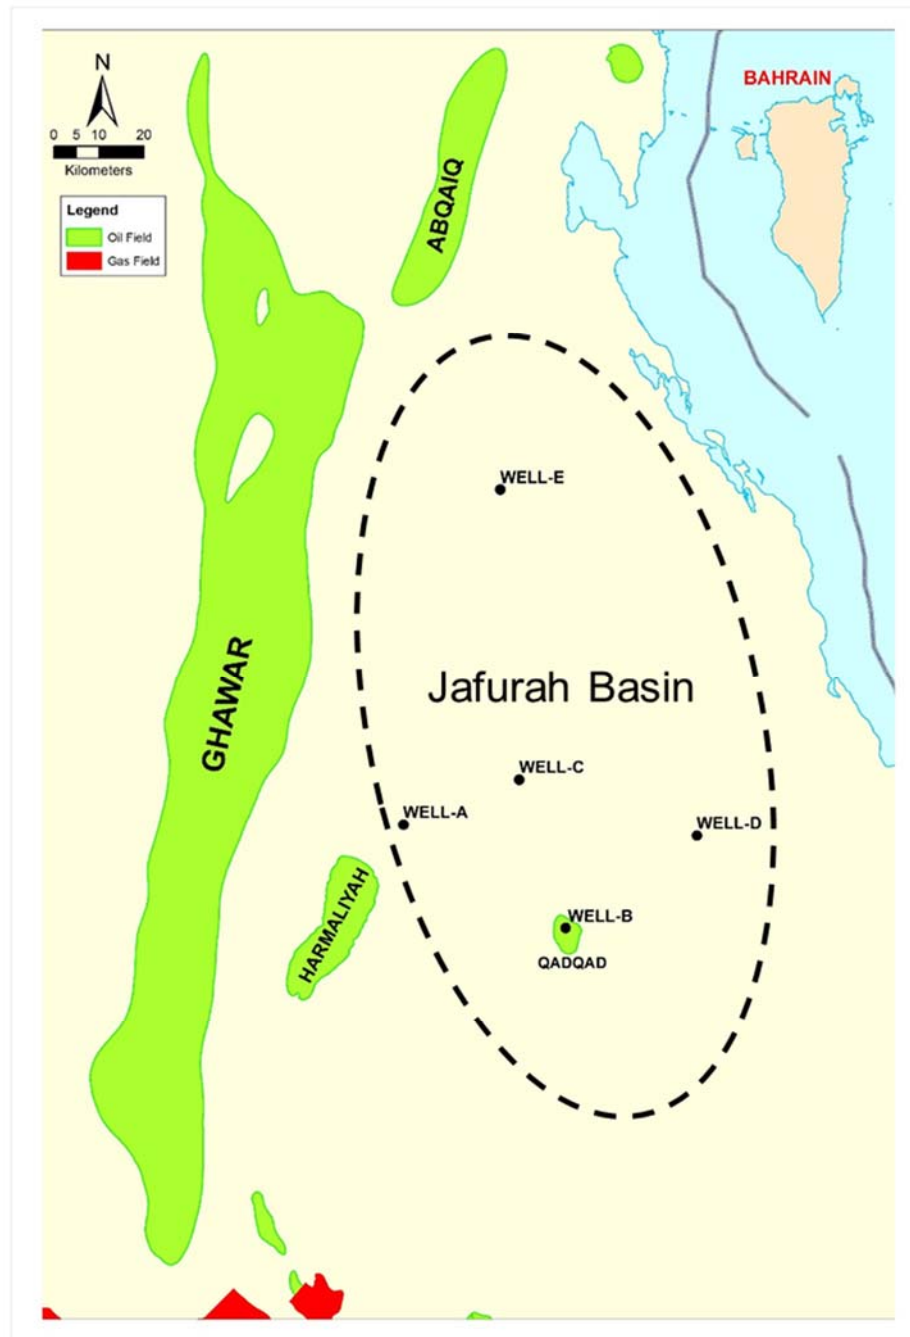 N
0 5 10 20
Kilometers
Legend
Oil Field
Gas Field
BAHRAIN
ABQAIQ
WELL-E
GHAWAR
Jafurah Basin
WELL-C
WELL-A
WELL-D
HARMALIYAH
WELL-B
QADQAD